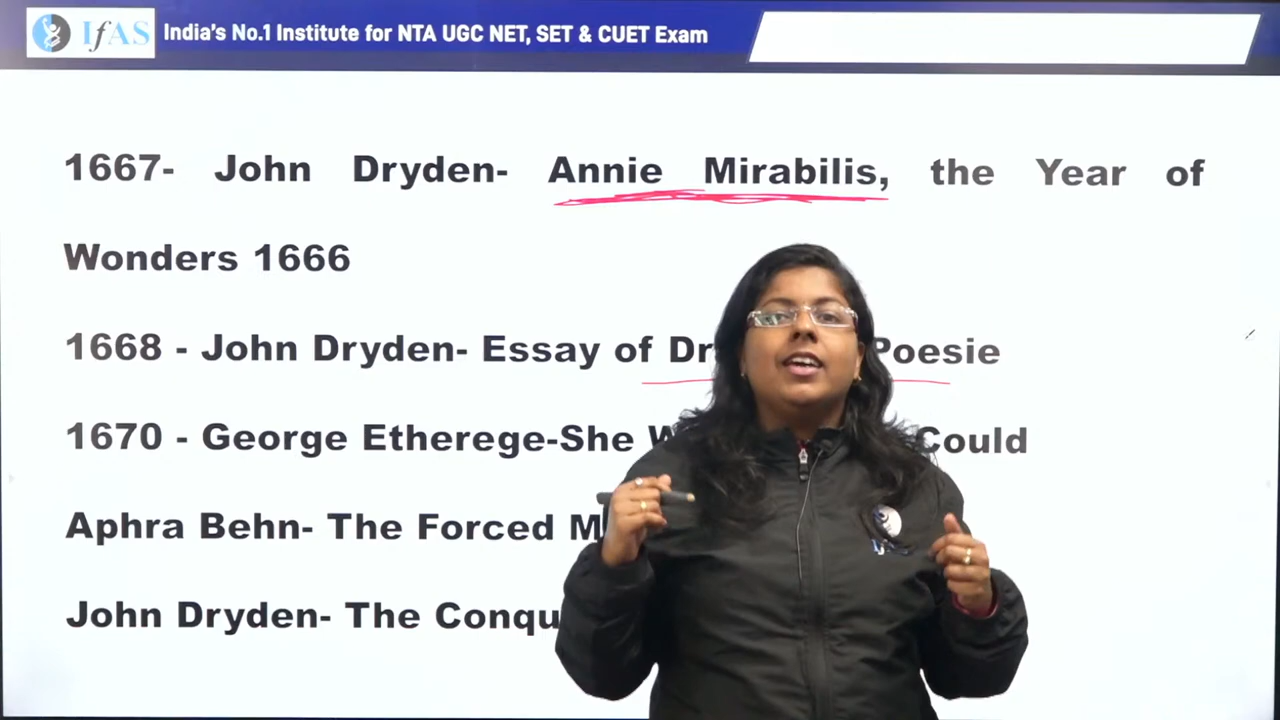 IfAS India's No.1 Institute for NTA UGC NET, SET & CUET Exam
1667- John Dryden- Annie Mirabilis, the Year of
Wonders 1666
1668 - John Dryden- Essay of Poesie
1670 - George Etherege-She Could
Aphra Behn- The Forced
John Dryden- The